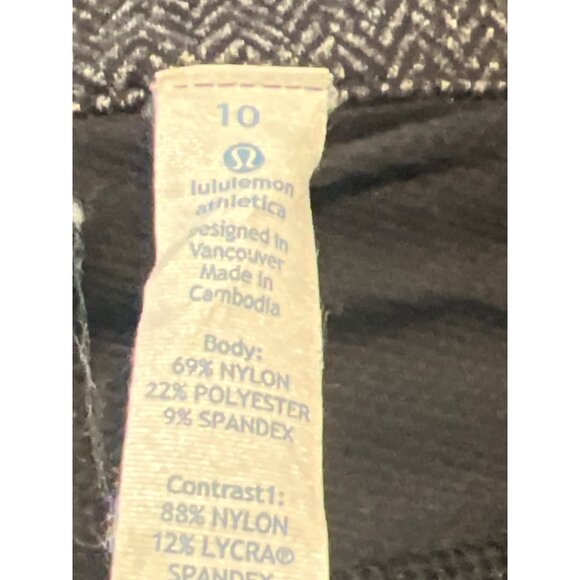 10
lululemon
athletica
Designed in
Vancouver
Made in
Cambodia
Body:
69% NYLON
22% POLYESTER
9% SPANDEX
Contrast1:
88% NYLON
12% LYCRA®
SPANDEX